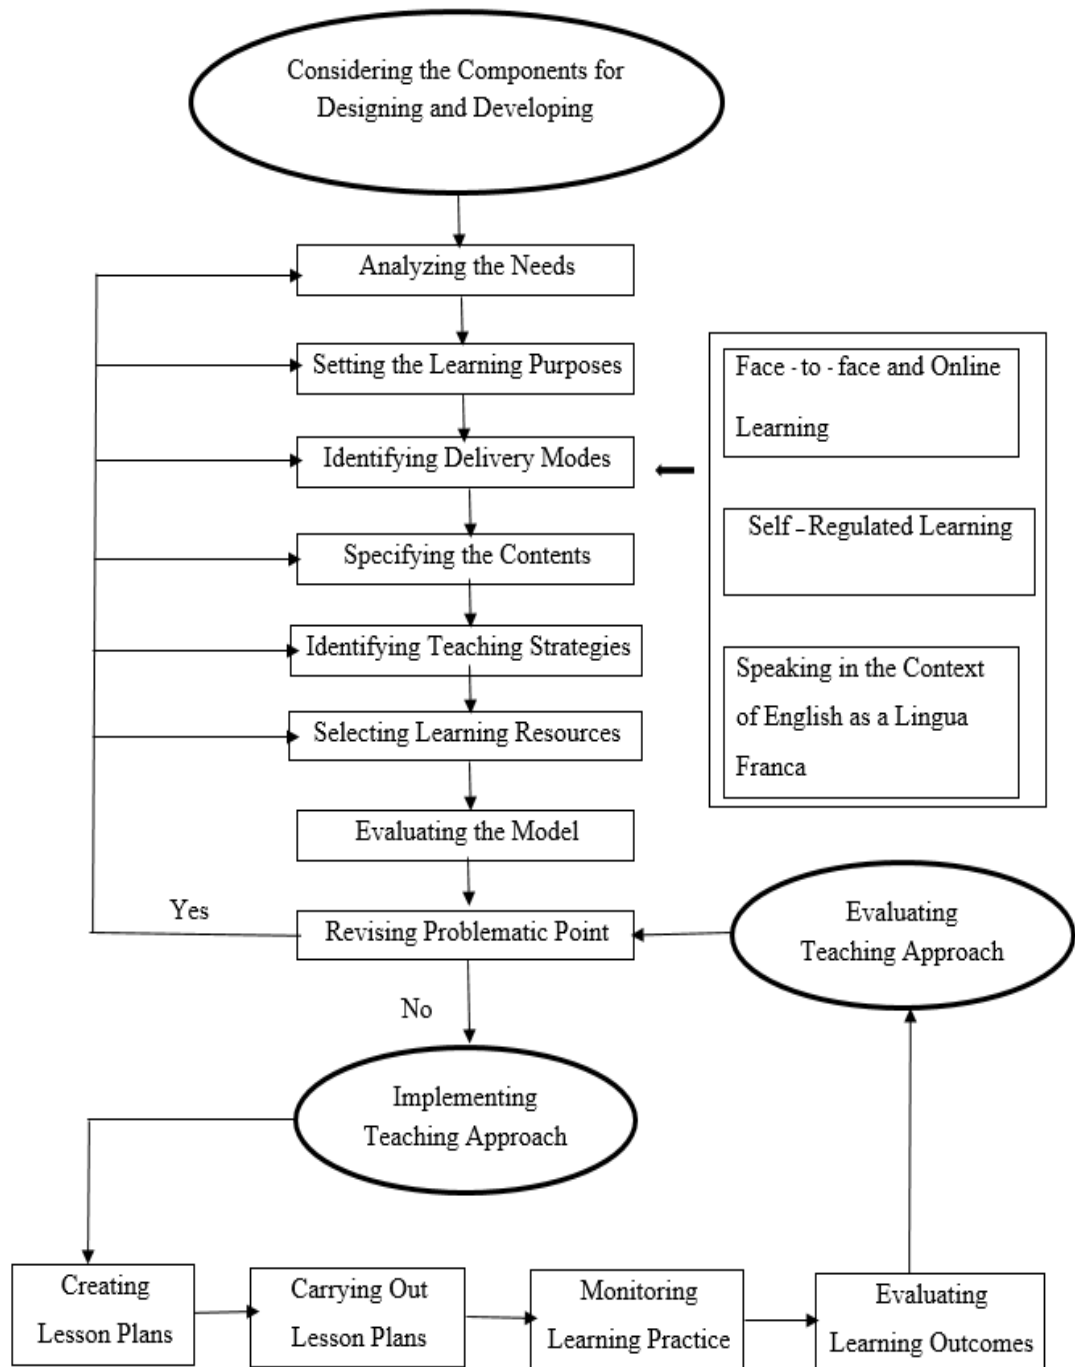 Considering the Components for
Designing and Developing
Analyzing the Needs
Setting the Learning Purposes
Identifying Delivery Modes
Specifying the Contents
Identifying Teaching Strategies
Selecting Learning Resources
Evaluating the Model
Revising Problematic Point
Face - to - face and Online
Learning
Self – Regulated Learning
Speaking in the Context
of English as a Lingua
Franca
Yes
No
Evaluating
Teaching Approach
Implementing
Teaching Approach
Creating
Lesson Plans
Carrying Out
Lesson Plans
Monitoring
Learning Practice
Evaluating
Learning Outcomes